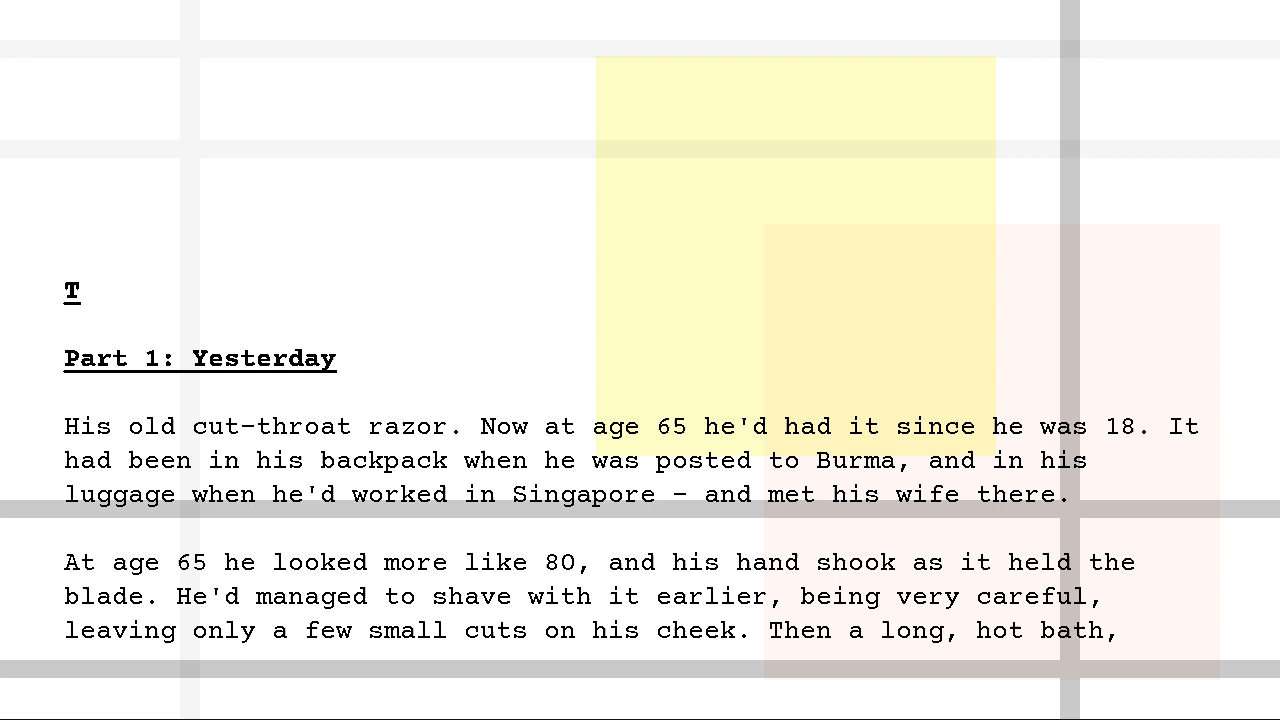 T
Part 1: Yesterday
His old cut-throat razor. Now at age 65 he'd had it since he was 18. It
had been in his backpack when he was posted to Burma, and in his
luggage when he'd worked in Singapore - and met his wife there.
At age 65 he looked more like 80, and his hand shook as it held the
blade. He'd managed to shave with it earlier, being very careful,
leaving only a few small cuts on his cheek. Then a long, hot bath,